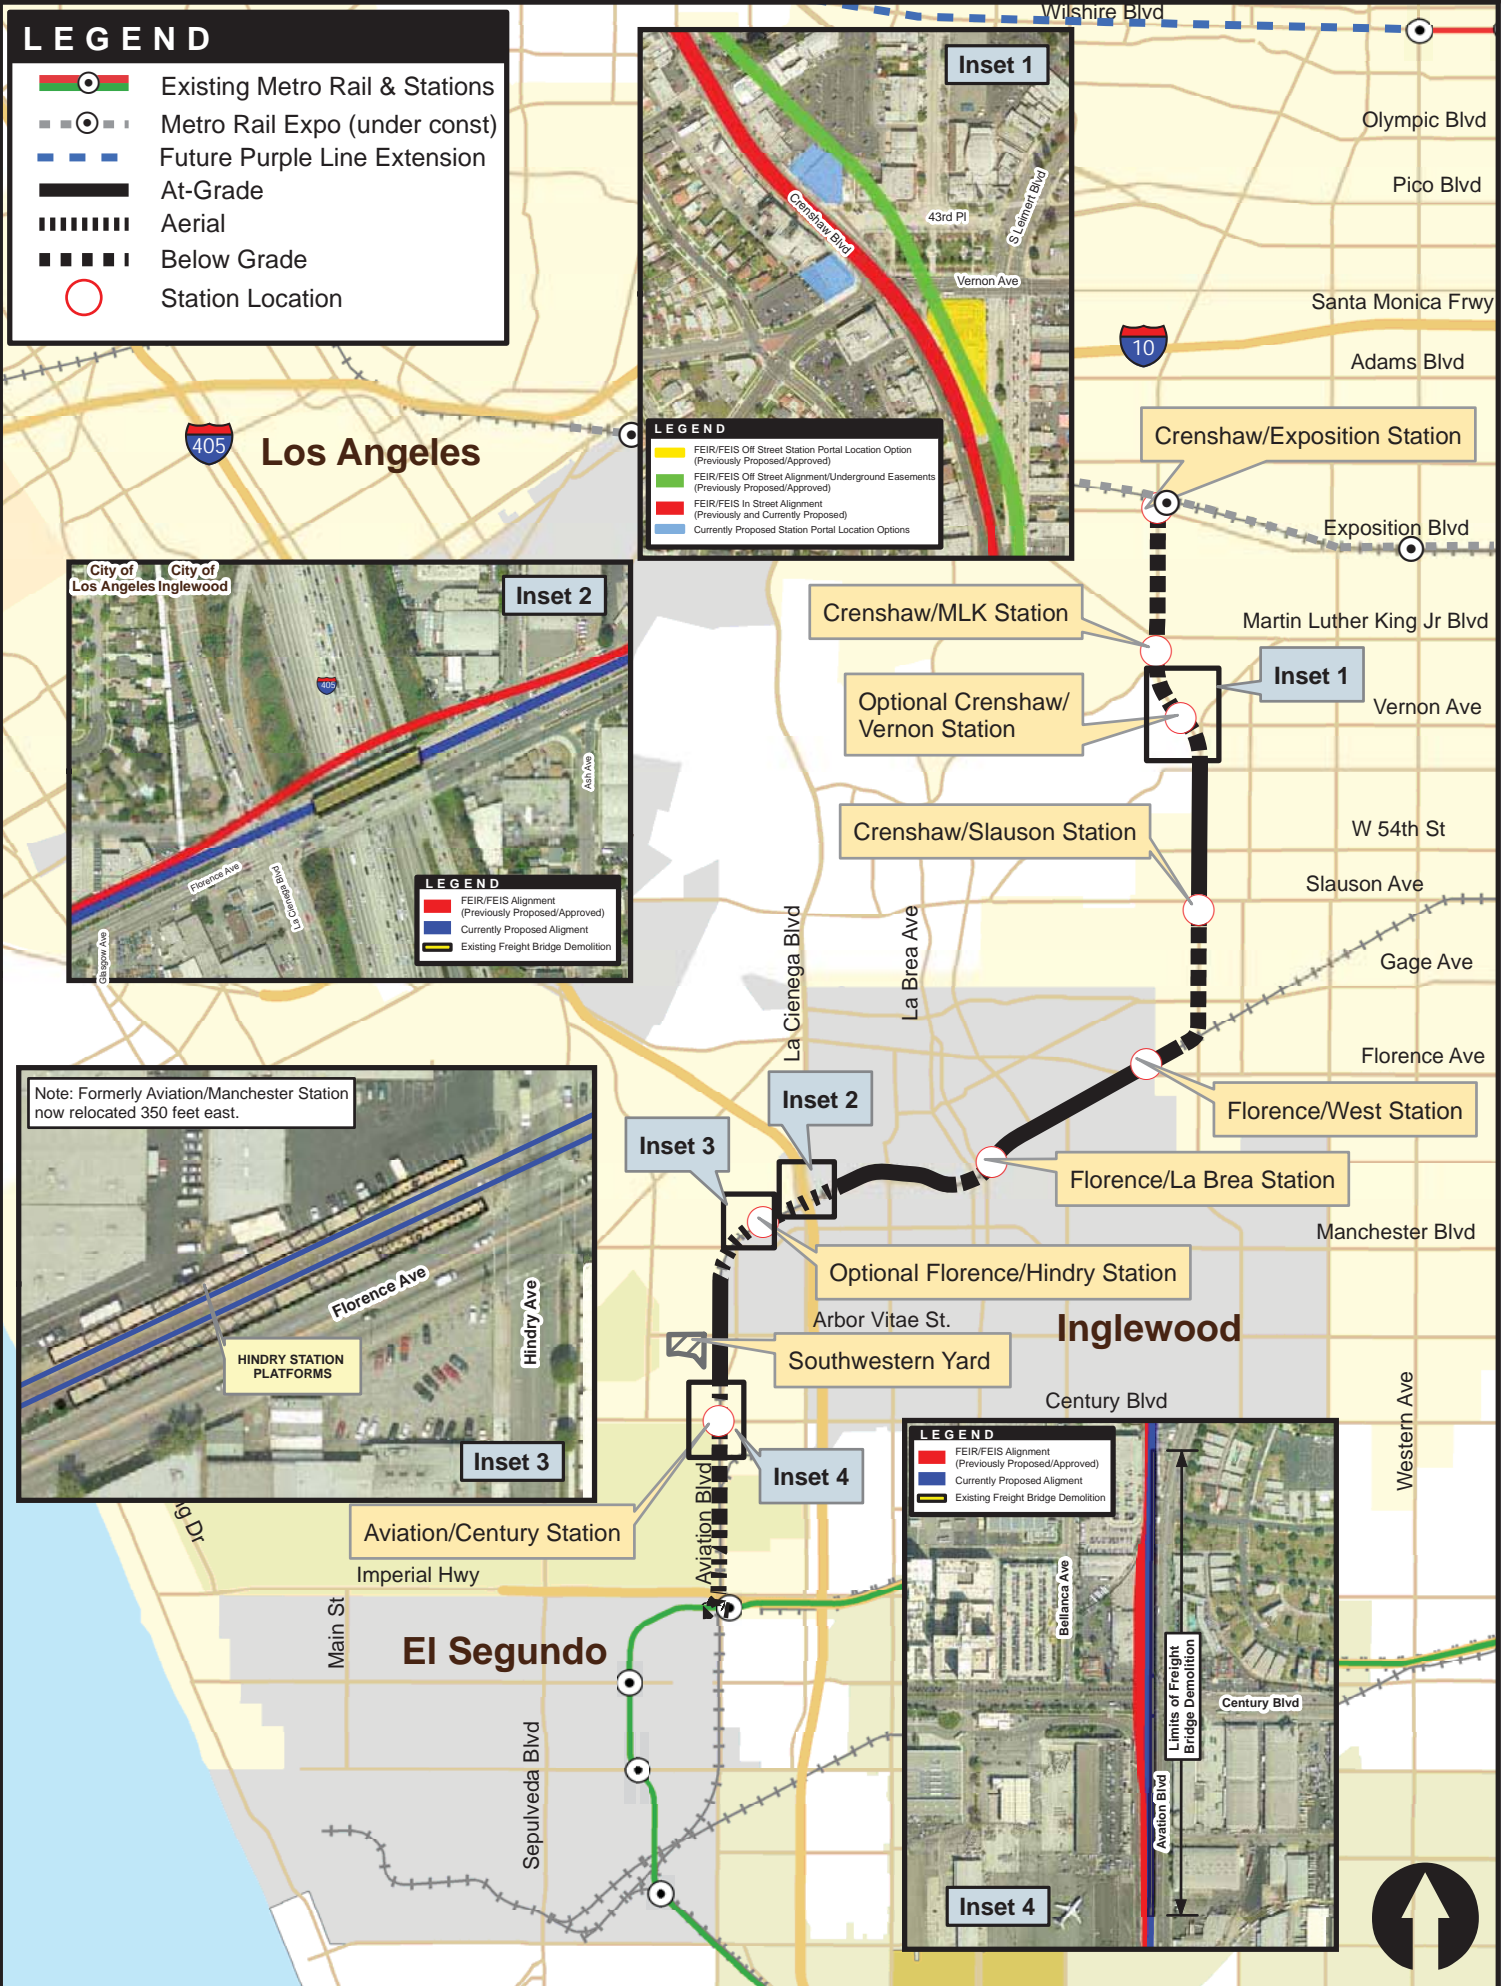 LEGEND
Existing Metro Rail & Stations
Metro Rail Expo (under const)
Future Purple Line Extension
At-Grade
Aerial
Below Grade
Station Location
Wilshire Blvd
Olympic Blvd
Pico Blvd
Santa Monica Frwy
10
Adams Blvd
405
Los Angeles
Crenshaw/Exposition Station
Exposition Blvd
Crenshaw/MLK Station
Martin Luther King Jr Blvd
Inset 1
Optional Crenshaw/
Vernon Station
Vernon Ave
Crenshaw/Slauson Station
W 54th St
Slauson Ave
La Cienega Blvd
La Brea Ave
Gage Ave
Florence Ave
Florence/West Station
Inset 2
Inset 3
Florence/La Brea Station
Manchester Blvd
Optional Florence/Hindry Station
Arbor Vitae St.
Inglewood
Southwestern Yard
Century Blvd
Western Ave
Inset 4
Aviation Blvd
Aviation/Century Station
Imperial Hwy
ng Dr
Main St
El Segundo
Sepulveda Blvd
Inset 1
Crenshaw Blvd
43rd Pl
S Leimert Blvd
Vernon Ave
LEGEND
FEIR/FEIS Off Street Station Portal Location Option
(Previously Proposed/Approved)
FEIR/FEIS Off Street Alignment/Underground Easements
(Previously Proposed/Approved)
FEIR/FEIS In Street Alignment
(Previously and Currently Proposed)
Currently Proposed Station Portal Location Options
City of
Los Angeles
City of
Inglewood
Inset 2
405
Ash Ave
Florence Ave
La Cienega Blvd
Glasgow Ave
LEGEND
FEIR/FEIS Alignment
(Previously Proposed/Approved)
Currently Proposed Aligment
Existing Freight Bridge Demolition
Note: Formerly Aviation/Manchester Station
now relocated 350 feet east.
Florence Ave
Hindry Ave
HINDRY STATION
PLATFORMS
Inset 3
LEGEND
FEIR/FEIS Alignment
(Previously Proposed/Approved)
Currently Proposed Aligment
Existing Freight Bridge Demolition
Bellanca Ave
Limits of Freight
Bridge Demolition
Century Blvd
Avation Blvd
Inset 4